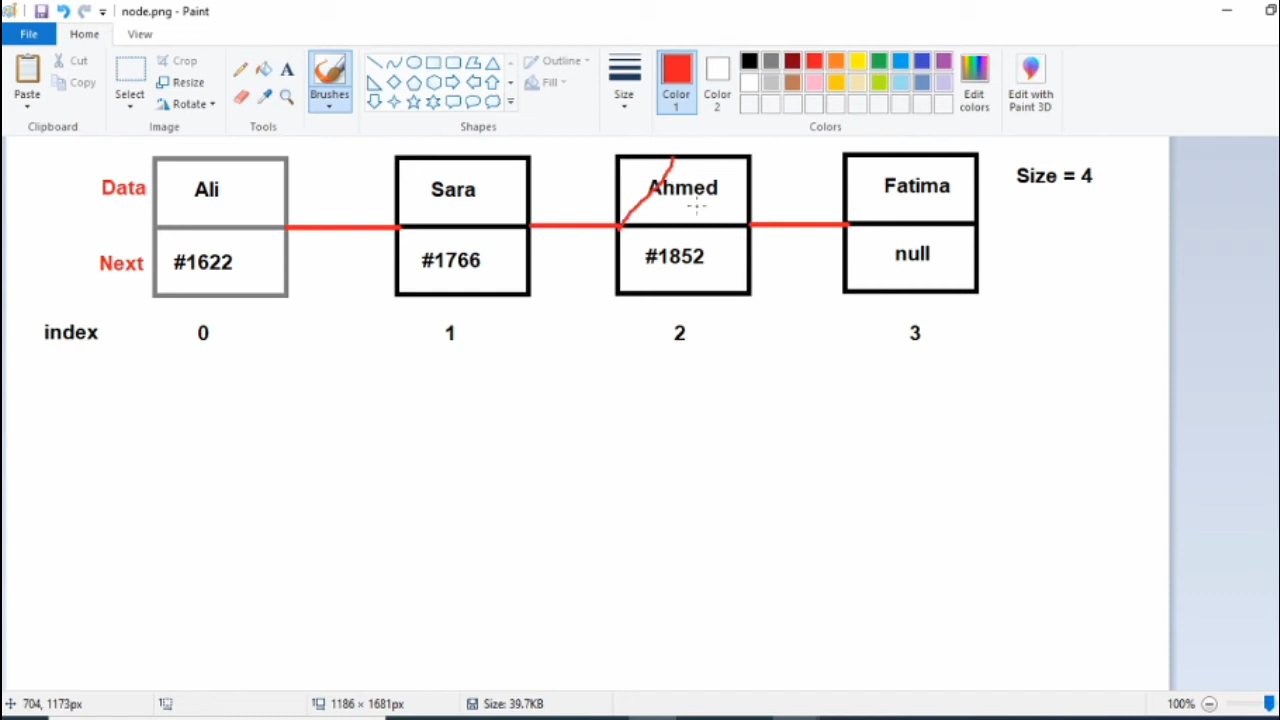 node.png - Paint
File Home View
Paste
Cut
Copy
Clipboard
Select
Crop
Resize
Rotate
Image
A
Tools
Brushes
Outline
Fill
Shapes
Size
Color 1
Color 2
Edit colors
Colors
Edit with Paint 3D
Data Ali Sara Ahmed Fatima Size = 4
Next #1622 #1766 #1852 null
index 0 1 2 3
704, 1173px 1186 × 1681px Size: 39.7KB 100%